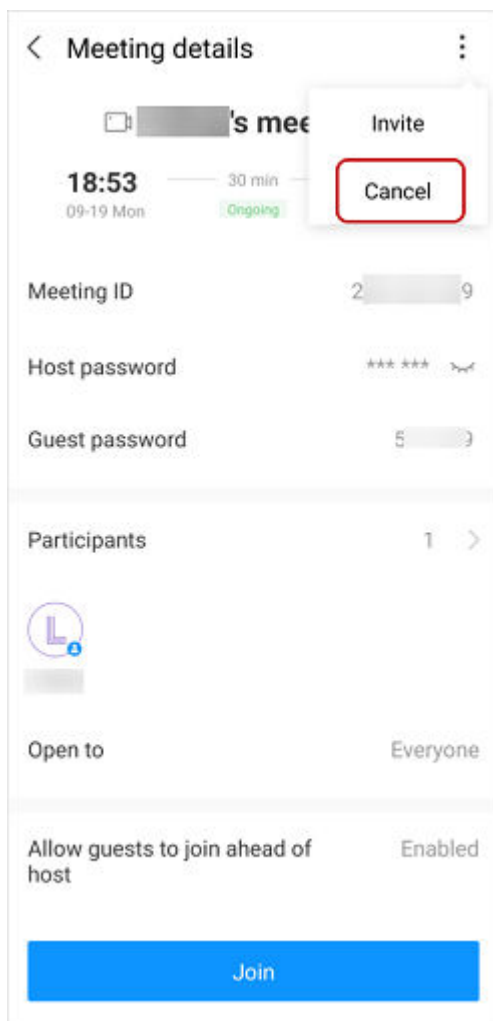 Meeting details
's mee
Invite
18:53
30 min
Cancel
09-19 Mon
Ongoing
Meeting ID
2 9
Host password
*** ***
Guest password
5 9
Participants
1
L
Open to
Everyone
Allow guests to join ahead of
host
Enabled
Join